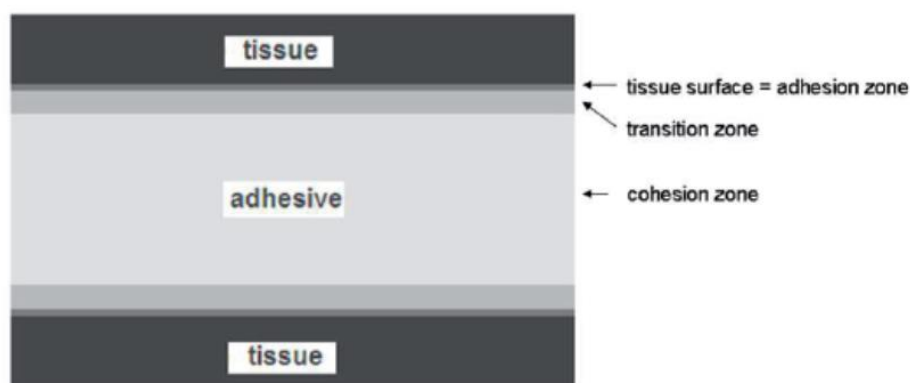 tissue
tissue surface = adhesion zone
transition zone
adhesive
cohesion zone
tissue